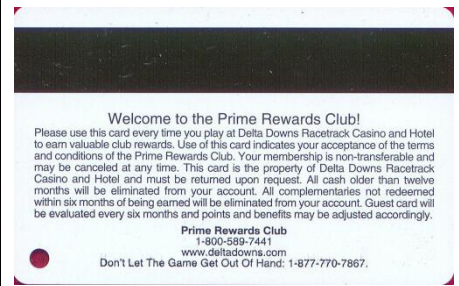 Welcome to the Prime Rewards Club!
Please use this card every time you play at Delta Downs Racetrack Casino and Hotel
to earn valuable club rewards. Use of this card indicates your acceptance of the terms
and conditions of the Prime Rewards Club. Your membership is non-transferable and
may be canceled at any time. This card is the property of Delta Downs Racetrack
Casino and Hotel and must be returned upon request. All cash older than twelve
months will be eliminated from your account. All complementaries not redeemed
within six months of being earned will be eliminated from your account. Guest card will
be evaluated every six months and points and benefits may be adjusted accordingly.
Prime Rewards Club
1-800-589-7441
www.deltadowns.com
Don't Let The Game Get Out Of Hand: 1-877-770-7867.